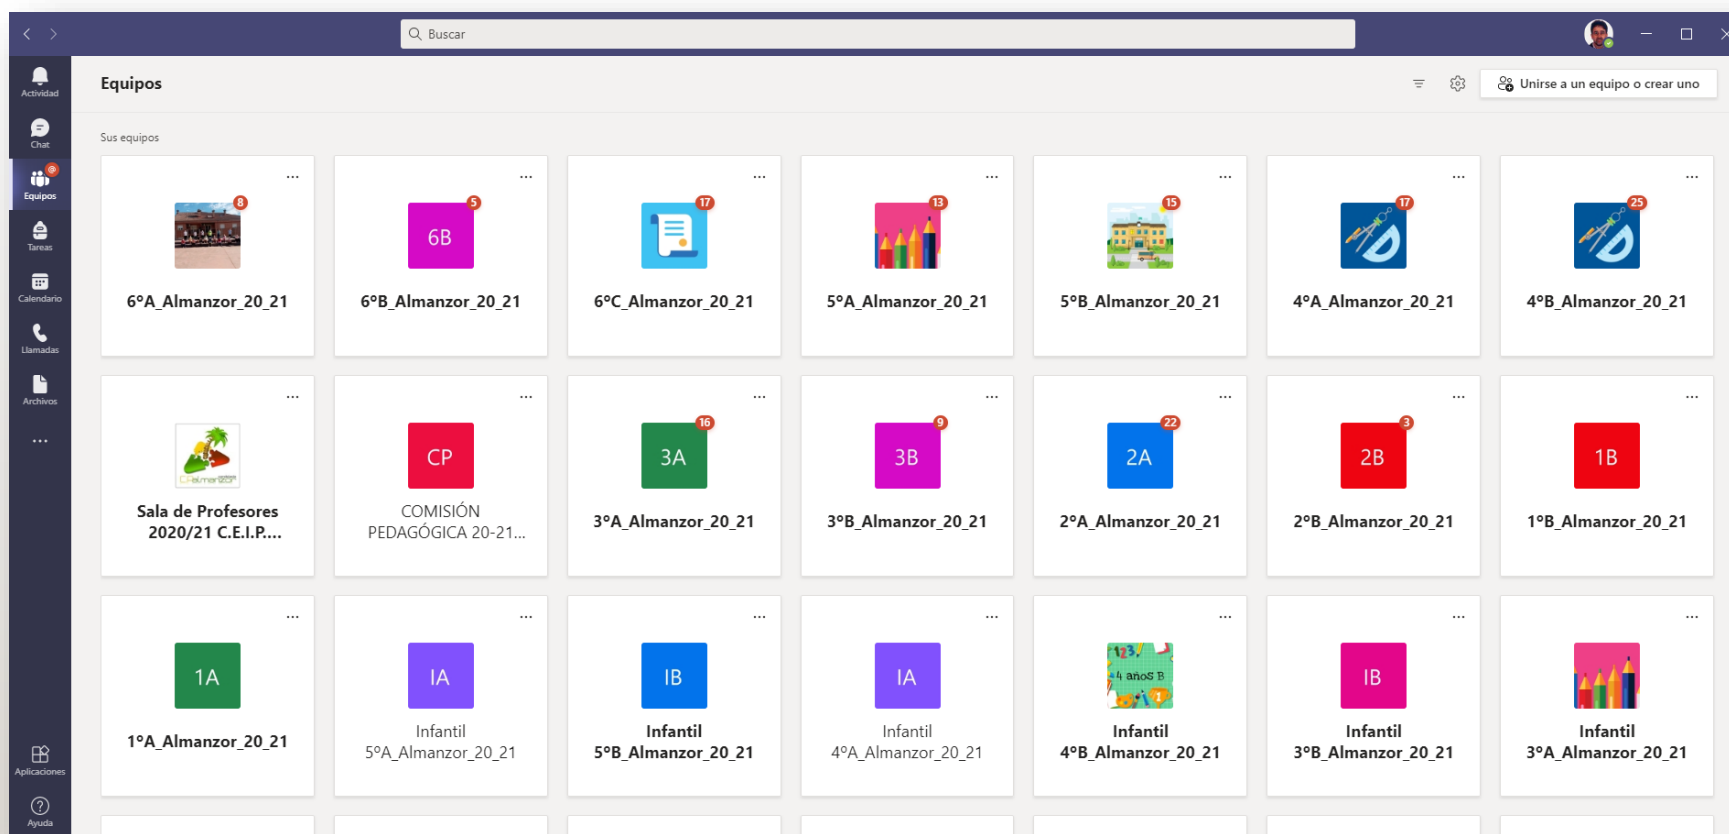 Buscar
Actividad
Chat
@
Equipos
Tareas
Calendario
Llamadas
Archivos
Aplicaciones
Ayuda
Equipos
Unirse a un equipo o crear uno
Sus equipos
8
6ºA_Almanzor_20_21
5
6B
6ºB_Almanzor_20_21
17
6ºC_Almanzor_20_21
13
5ºA_Almanzor_20_21
15
5ºB_Almanzor_20_21
17
4ºA_Almanzor_20_21
25
4ºB_Almanzor_20_21
CPalmanzor
Sala de Profesores
2020/21 C.E.I.P....
CP
COMISIÓN
PEDAGÓGICA 20-21...
16
3A
3ºA_Almanzor_20_21
9
3B
3ºB_Almanzor_20_21
22
2A
2ºA_Almanzor_20_21
3
2B
2ºB_Almanzor_20_21
1B
1ºB_Almanzor_20_21
1A
1ºA_Almanzor_20_21
IA
Infantil
5ºA_Almanzor_20_21
IB
Infantil
5ºB_Almanzor_20_21
IA
Infantil
4ºA_Almanzor_20_21
123
4 años B
1
Infantil
4ºB_Almanzor_20_21
IB
Infantil
3ºB_Almanzor_20_21
Infantil
3ºA_Almanzor_20_21